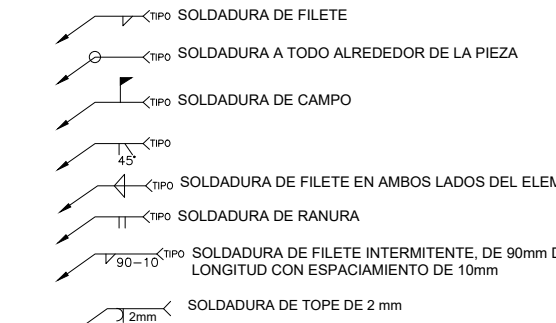 TIPO SOLDADURA DE FILETE
TIPO SOLDADURA A TODO ALREDEDOR DE LA PIEZA
TIPO SOLDADURA DE CAMPO
TIPO
45°
TIPO SOLDADURA DE FILETE EN AMBOS LADOS DEL
TIPO SOLDADURA DE RANURA
90-10 TIPO SOLDADURA DE FILETE INTERMITENTE, DE 90mm
LONGITUD CON ESPACIAMIENTO DE 10mm
SOLDADURA DE TOPE DE 2 mm
2mm